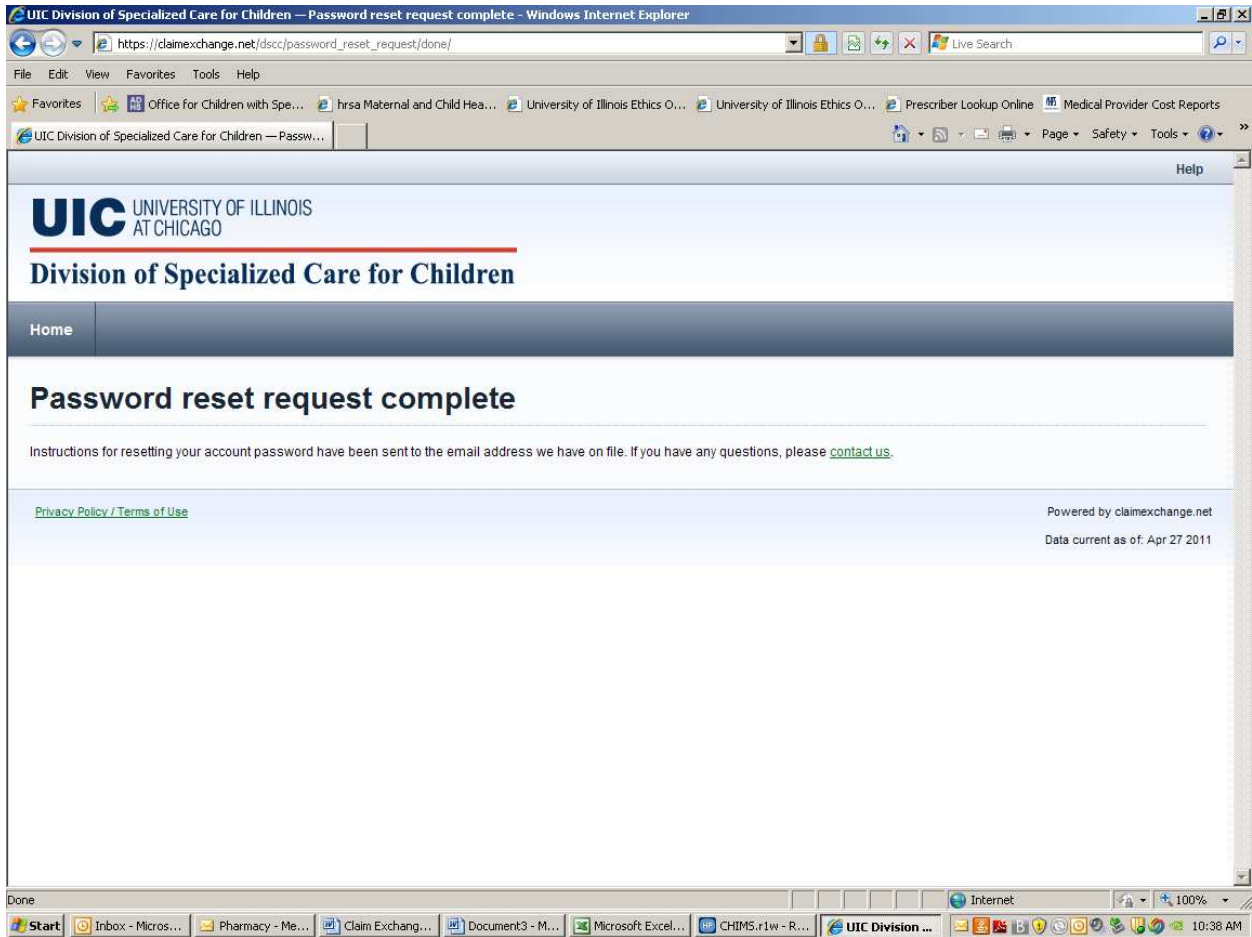 UIC Division of Specialized Care for Children — Password reset request complete - Windows Internet Explorer
https://claimexchange.net/dscc/password_reset_request/done/
Live Search
File Edit View Favorites Tools Help
Favorites Office for Children with Spe... hrsa Maternal and Child Hea... University of Illinois Ethics O... University of Illinois Ethics O... Prescriber Lookup Online Medical Provider Cost Reports
UIC Division of Specialized Care for Children — Passw... Page Safety Tools »
Help
UIC UNIVERSITY OF ILLINOIS
AT CHICAGO
Division of Specialized Care for Children
Home
Password reset request complete
Instructions for resetting your account password have been sent to the email address we have on file. If you have any questions, please contact us.
Privacy Policy / Terms of Use Powered by claimexchange.net
Data current as of: Apr 27 2011
Done Internet 100%
Start Inbox - Micros... Pharmacy - Me... Claim Exchang... Document3 - M... Microsoft Excel... CHIMS.r1w - R... UIC Division ... 10:38 AM